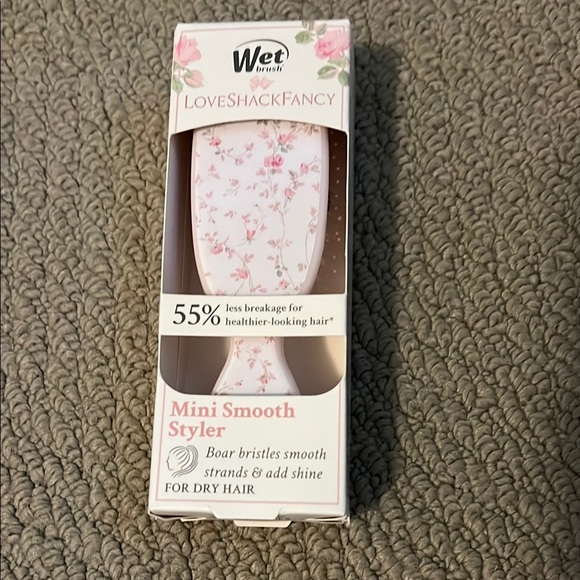 Wet
brush
LOVESHACKFANCY
55% less breakage for
healthier-looking hair*
Mini Smooth
Styler
Boar bristles smooth
strands & add shine
FOR DRY HAIR